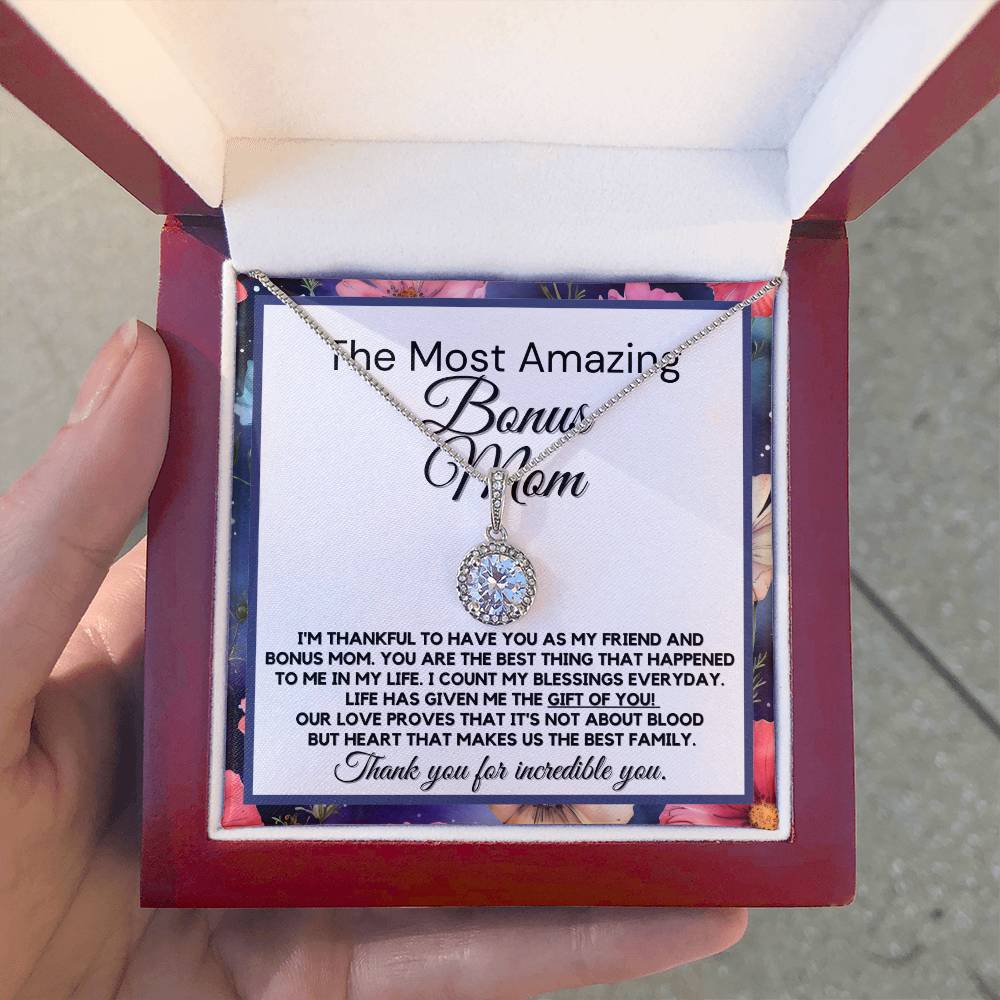 The Most Amazing
Bonus
Mom
I'M THANKFUL TO HAVE YOU AS MY FRIEND AND
BONUS MOM. YOU ARE THE BEST THING THAT HAPPENED
TO ME IN MY LIFE. I COUNT MY BLESSINGS EVERYDAY.
LIFE HAS GIVEN ME THE GIFT OF YOU!
OUR LOVE PROVES THAT IT'S NOT ABOUT BLOOD
BUT HEART THAT MAKES US THE BEST FAMILY.
Thank you for incredible you.